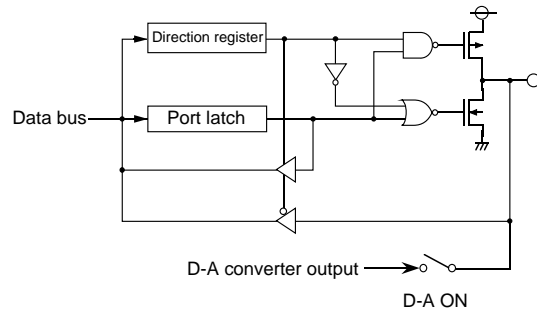 Direction register
Data bus
Port latch
D-A converter output
D-A ON